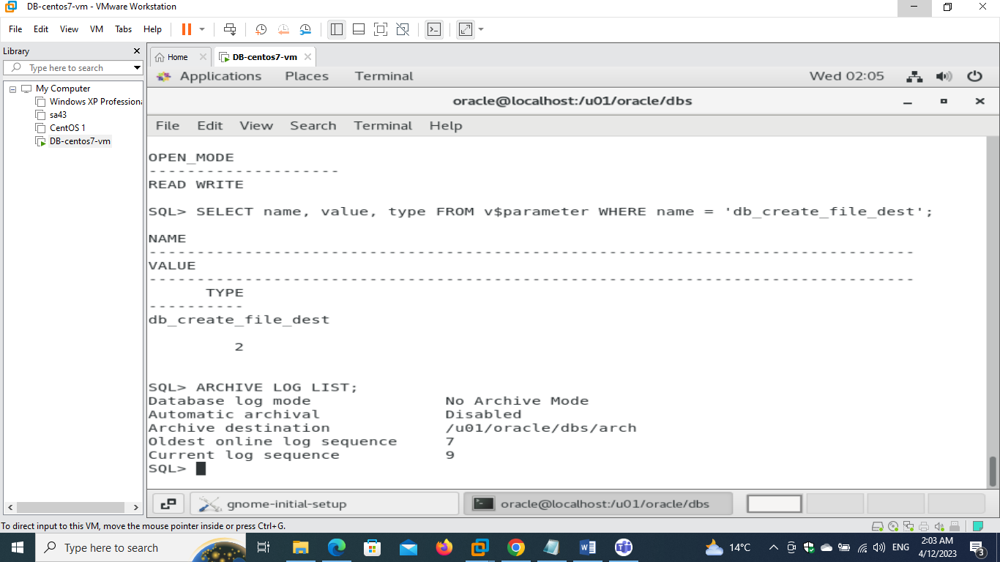 DB-centos7-vm - VMware Workstation
File Edit View VM Tabs Help
Library
Type here to search
My Computer
Windows XP Professiona
sa43
CentOS 1
DB-centos7-vm
Home
DB-centos7-vm
Applications Places Terminal
Wed 02:05
oracle@localhost:/u01/oracle/dbs
File Edit View Search Terminal Help
OPEN_MODE
--------------------
READ WRITE
SQL> SELECT name, value, type FROM v$parameter WHERE name = 'db_create_file_dest';
NAME
--------------------------------------------------------------------------------
VALUE
--------------------------------------------------------------------------------
TYPE
----------
db_create_file_dest
2
SQL> ARCHIVE LOG LIST;
Database log mode No Archive Mode
Automatic archival Disabled
Archive destination /u01/oracle/dbs/arch
Oldest online log sequence 7
Current log sequence 9
SQL>
gnome-initial-setup
oracle@localhost:/u01/oracle/dbs
To direct input to this VM, move the mouse pointer inside or press Ctrl+G.
Type here to search
14°C
ENG
2:03 AM
4/12/2023
3